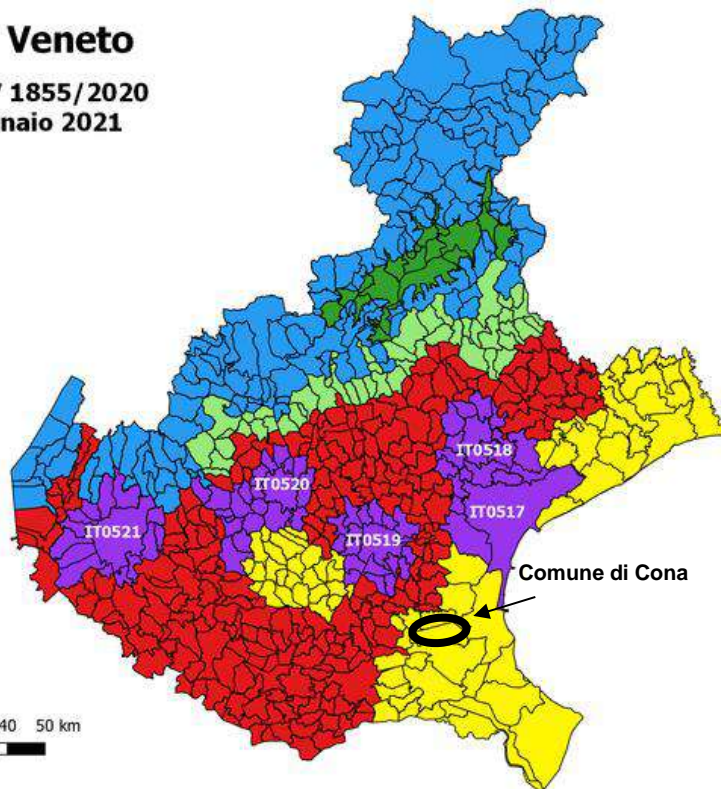 Veneto
1855/2020
naio 2021
IT0518
IT0520
IT0517
IT0521
IT0519
Comune di Cona
40 50 km